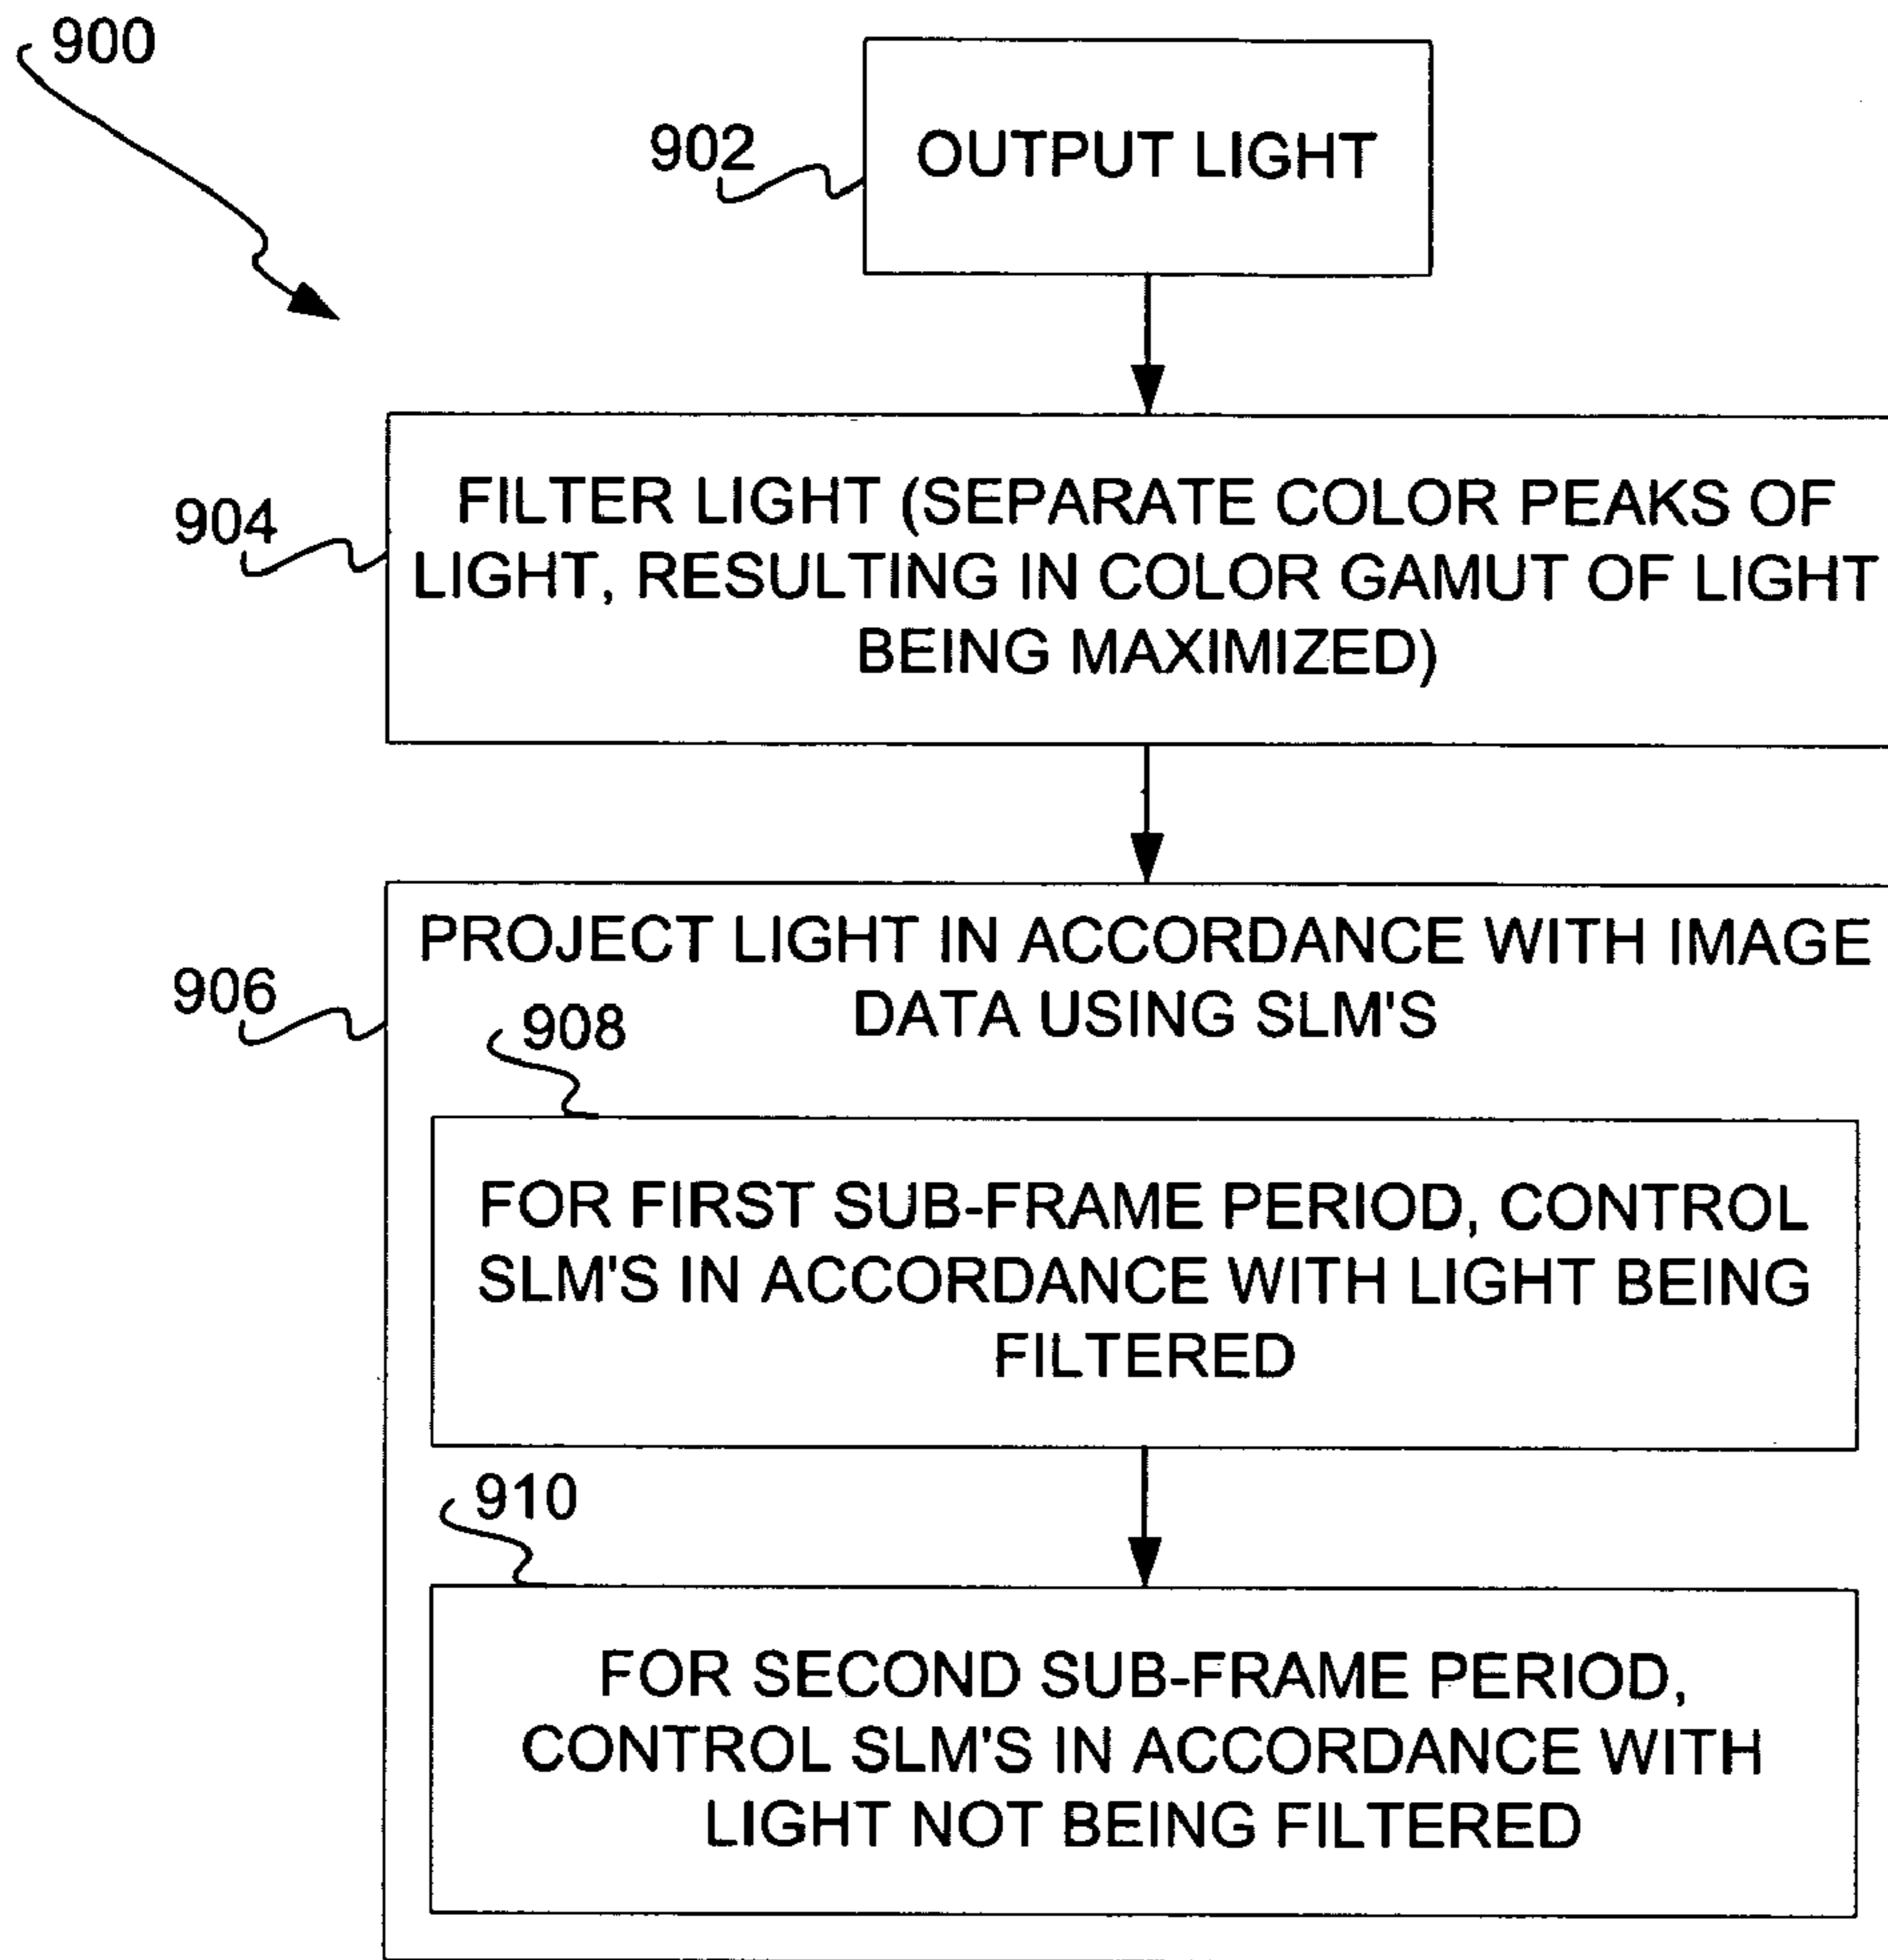 900
902
OUTPUT LIGHT
904
FILTER LIGHT (SEPARATE COLOR PEAKS OF
LIGHT, RESULTING IN COLOR GAMUT OF LIGHT
BEING MAXIMIZED)
906
PROJECT LIGHT IN ACCORDANCE WITH IMAGE
DATA USING SLM'S
908
FOR FIRST SUB-FRAME PERIOD, CONTROL
SLM'S IN ACCORDANCE WITH LIGHT BEING
FILTERED
910
FOR SECOND SUB-FRAME PERIOD,
CONTROL SLM'S IN ACCORDANCE WITH
LIGHT NOT BEING FILTERED